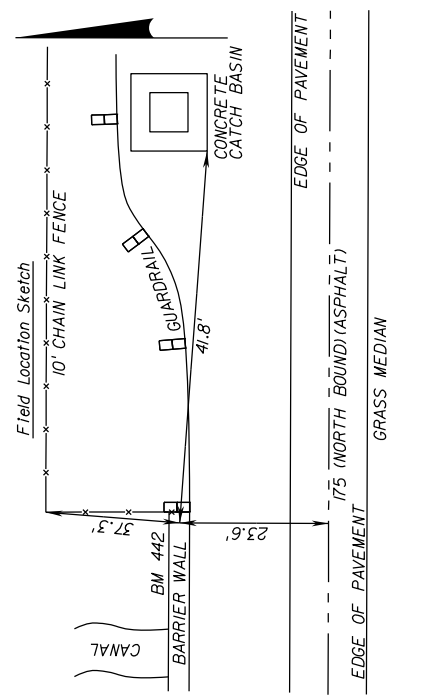 Field Location Sketch
10' CHAIN LINK FENCE
GUARDRAIL
CONCRETE
CATCH BASIN
41.8'
37.3'
23.6'
BM 442
BARRIER WALL
CANAL
EDGE OF PAVEMENT
I75 (NORTH BOUND)(ASPHALT)
EDGE OF PAVEMENT
GRASS MEDIAN